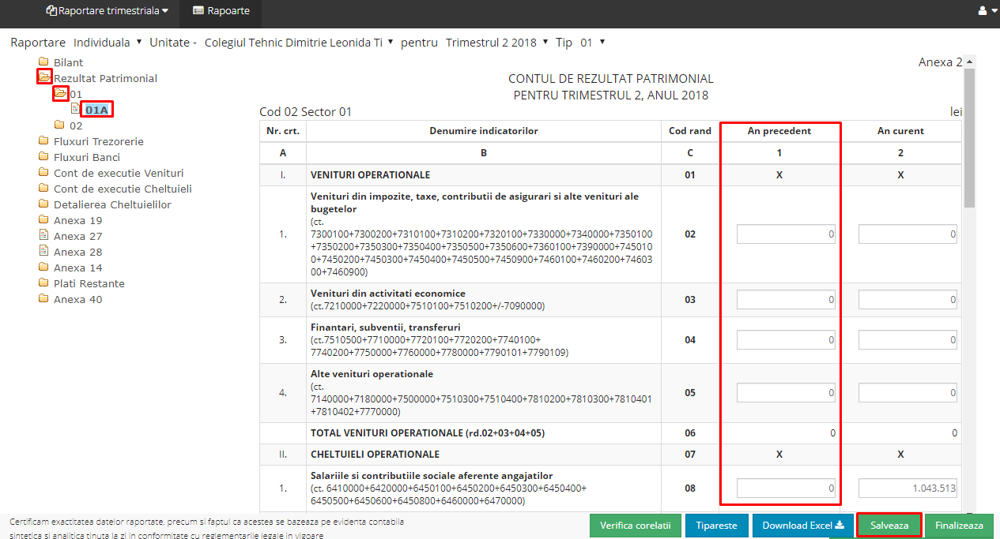 Raportare trimestriala Rapoarte
Raportare Individuala Unitate - Colegiul Tehnic Dimitrie Leonida Ti pentru Trimestrul 2 2018 Tip 01
Bilant
Rezultat Patrimonial
01
01A
02
Fluxuri Trezorerie
Fluxuri Banci
Cont de executie Venituri
Cont de executie Cheltuieli
Detalierea Cheltuielilor
Anexa 19
Anexa 27
Anexa 28
Anexa 14
Plati Restante
Anexa 40
Anexa 2
CONTUL DE REZULTAT PATRIMONIAL
PENTRU TRIMESTRUL 2, ANUL 2018
Cod 02 Sector 01 lei
Nr. crt. Denumire indicatorilor Cod rand An precedent An curent
A B C 1 2
I. VENITURI OPERATIONALE 01 X X
Venituri din impozite, taxe, contributii de asigurari si alte venituri ale
bugetelor
(ct.
1. 7300100+7300200+7310100+7310200+7320100+7330000+7340000+7350100 02 0 0
+7350200+7350300+7350400+7350500+7350600+7360100+7390000+745010
0+7450200+7450300+7450400+7450500+7450900+7460100+7460200+74603
00+7460900)
2. Venituri din activitati economice 03 0 0
(ct.7210000+7220000+7510100+7510200+/-7090000)
Finantari, subventii, transferuri
3. (ct.7510500+7710000+7720100+7720200+7740100+ 04 0 0
7740200+7750000+7760000+7780000+7790101+7790109)
Alte venituri operationale
(ct.
4. 7140000+7180000+7500000+7510300+7510400+7810200+7810300+7810401 05 0 0
+7810402+7770000)
TOTAL VENITURI OPERATIONALE (rd.02+03+04+05) 06 0 0
II. CHELTUIELI OPERATIONALE 07 X X
Salariile si contributiile sociale aferente angajatilor
1. (ct. 6410000+6420000+6450100+6450200+6450300+6450400+ 08 0 1.043.513
6450500+6450600+6450800+6460000+6470000)
Certificam exactitatea datelor raportate, precum si faptul ca acestea se bazeaza pe evidenta contabila
sintetica si analitica tinuta la zi in conformitate cu reglementarile legale in vigoare
Verifica corelatii Tipareste Download Excel Salveaza Finalizeaza